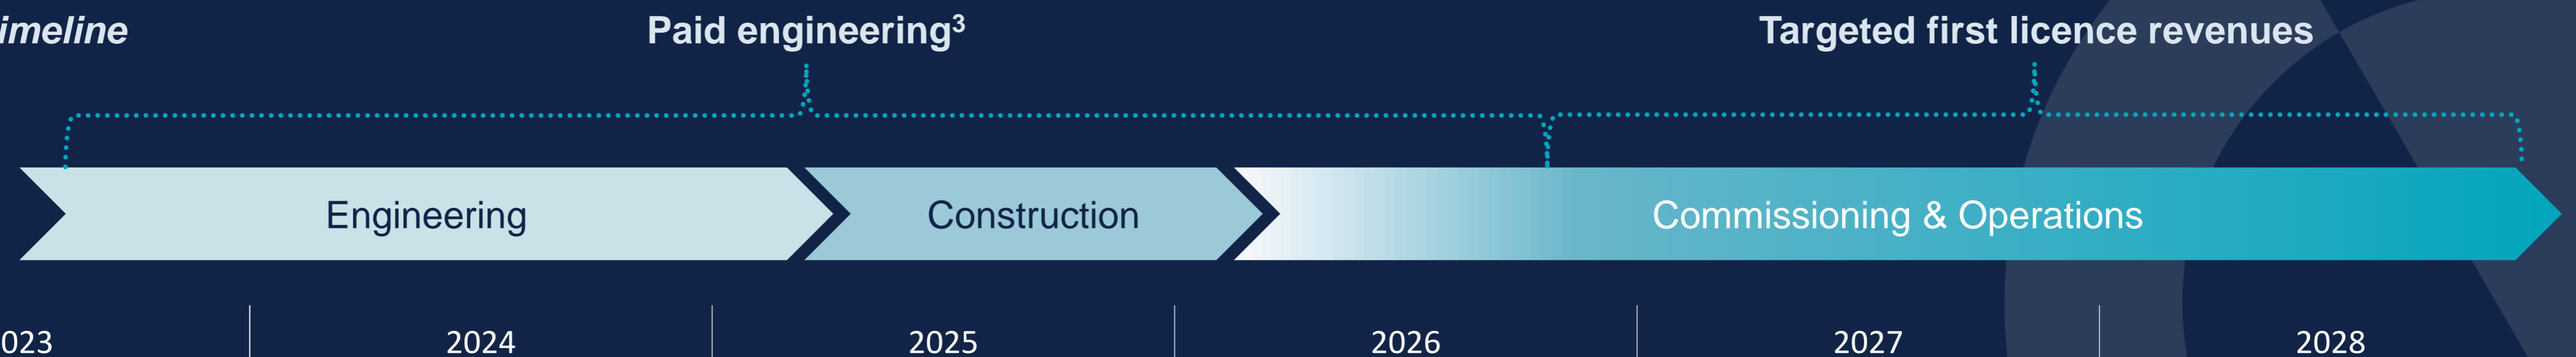 imeline
Paid engineering³
Targeted first licence revenues
Engineering
Construction
Commissioning & Operations
023
2024
2025
2026
2027
2028